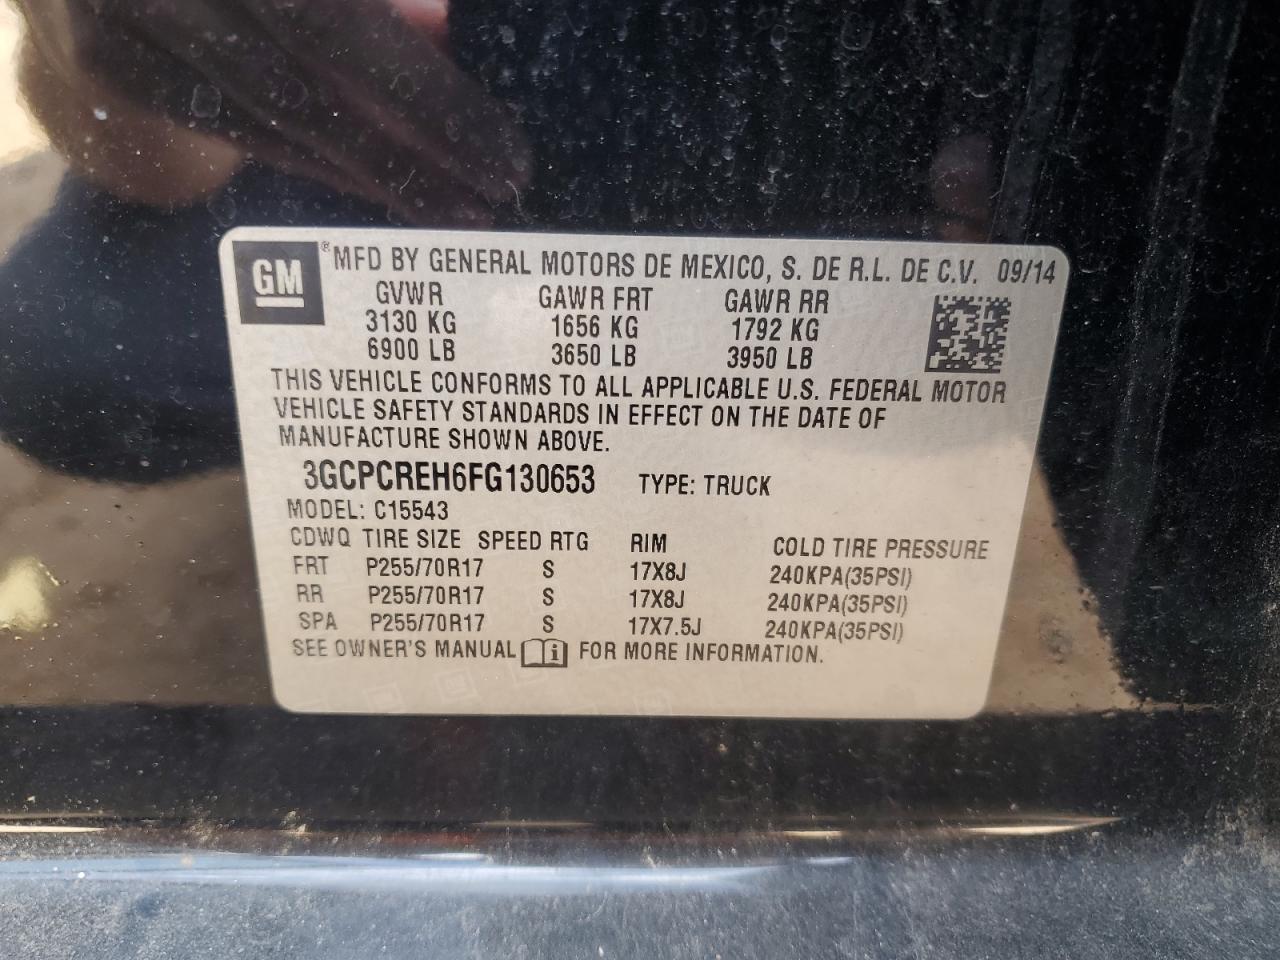 GM ® MFD BY GENERAL MOTORS DE MEXICO, S. DE R.L. DE C.V. 09/14
GVWR GAWR FRT GAWR RR
3130 KG 1656 KG 1792 KG
6900 LB 3650 LB 3950 LB
THIS VEHICLE CONFORMS TO ALL APPLICABLE U.S. FEDERAL MOTOR
VEHICLE SAFETY STANDARDS IN EFFECT ON THE DATE OF
MANUFACTURE SHOWN ABOVE.
3GCPCREH6FG130653 TYPE: TRUCK
MODEL: C15543
CDWQ TIRE SIZE SPEED RTG RIM COLD TIRE PRESSURE
FRT P255/70R17 S 17X8J 240KPA(35PSI)
RR P255/70R17 S 17X8J 240KPA(35PSI)
SPA P255/70R17 S 17X7.5J 240KPA(35PSI)
SEE OWNER'S MANUAL i FOR MORE INFORMATION.